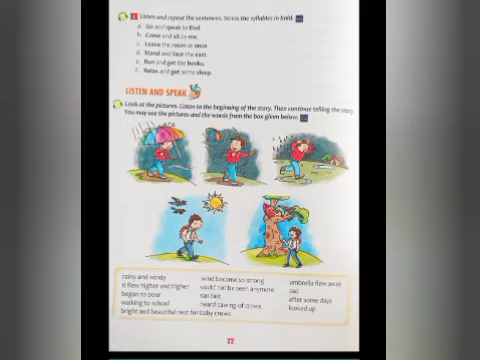 2 Listen and repeat the sentences. Stress the syllables in bold.
a. Go and speak to Dad.
b. Come and sit by me.
c. Leave the room at once
d. Stand and face the east.
e. Run and get the books.
f. Relax and get some sleep.
LISTEN AND SPEAK
Look at the pictures. Listen to the beginning of the story. Then continue telling the story.
You may use the pictures and the words from the box given below.
rainy and windy
it flew higher and higher
began to pour
walking to school
bright and beautiful nest for baby crows
wind became so strong
could not be seen anymore
ran fast
heard cawing of crows
umbrella flew away
sad
after some days
looked up
22